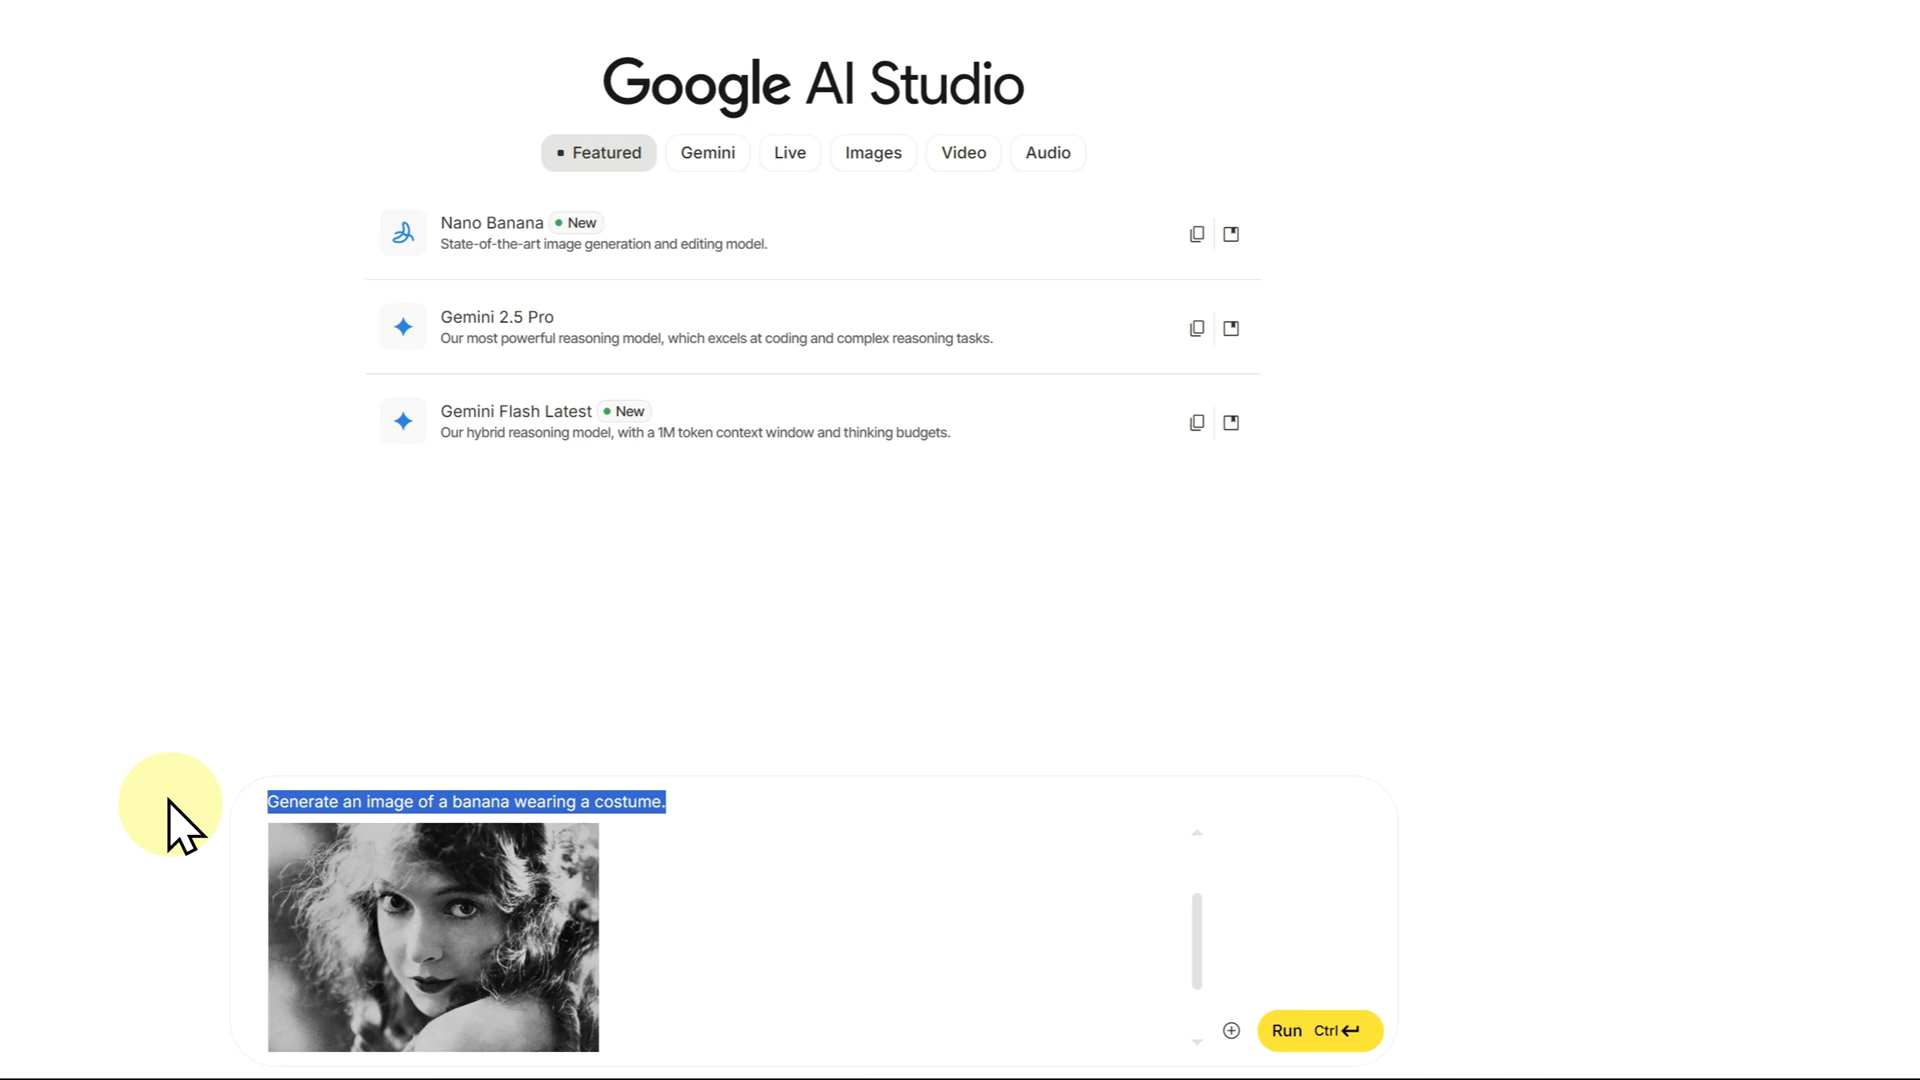 Google AI Studio
Featured
Gemini
Live
Images
Video
Audio
Nano Banana New
State-of-the-art image generation and editing model.
Gemini 2.5 Pro
Our most powerful reasoning model, which excels at coding and complex reasoning tasks.
Gemini Flash Latest New
Our hybrid reasoning model, with a 1M token context window and thinking budgets.
Generate an image of a banana wearing a costume.
Run Ctrl